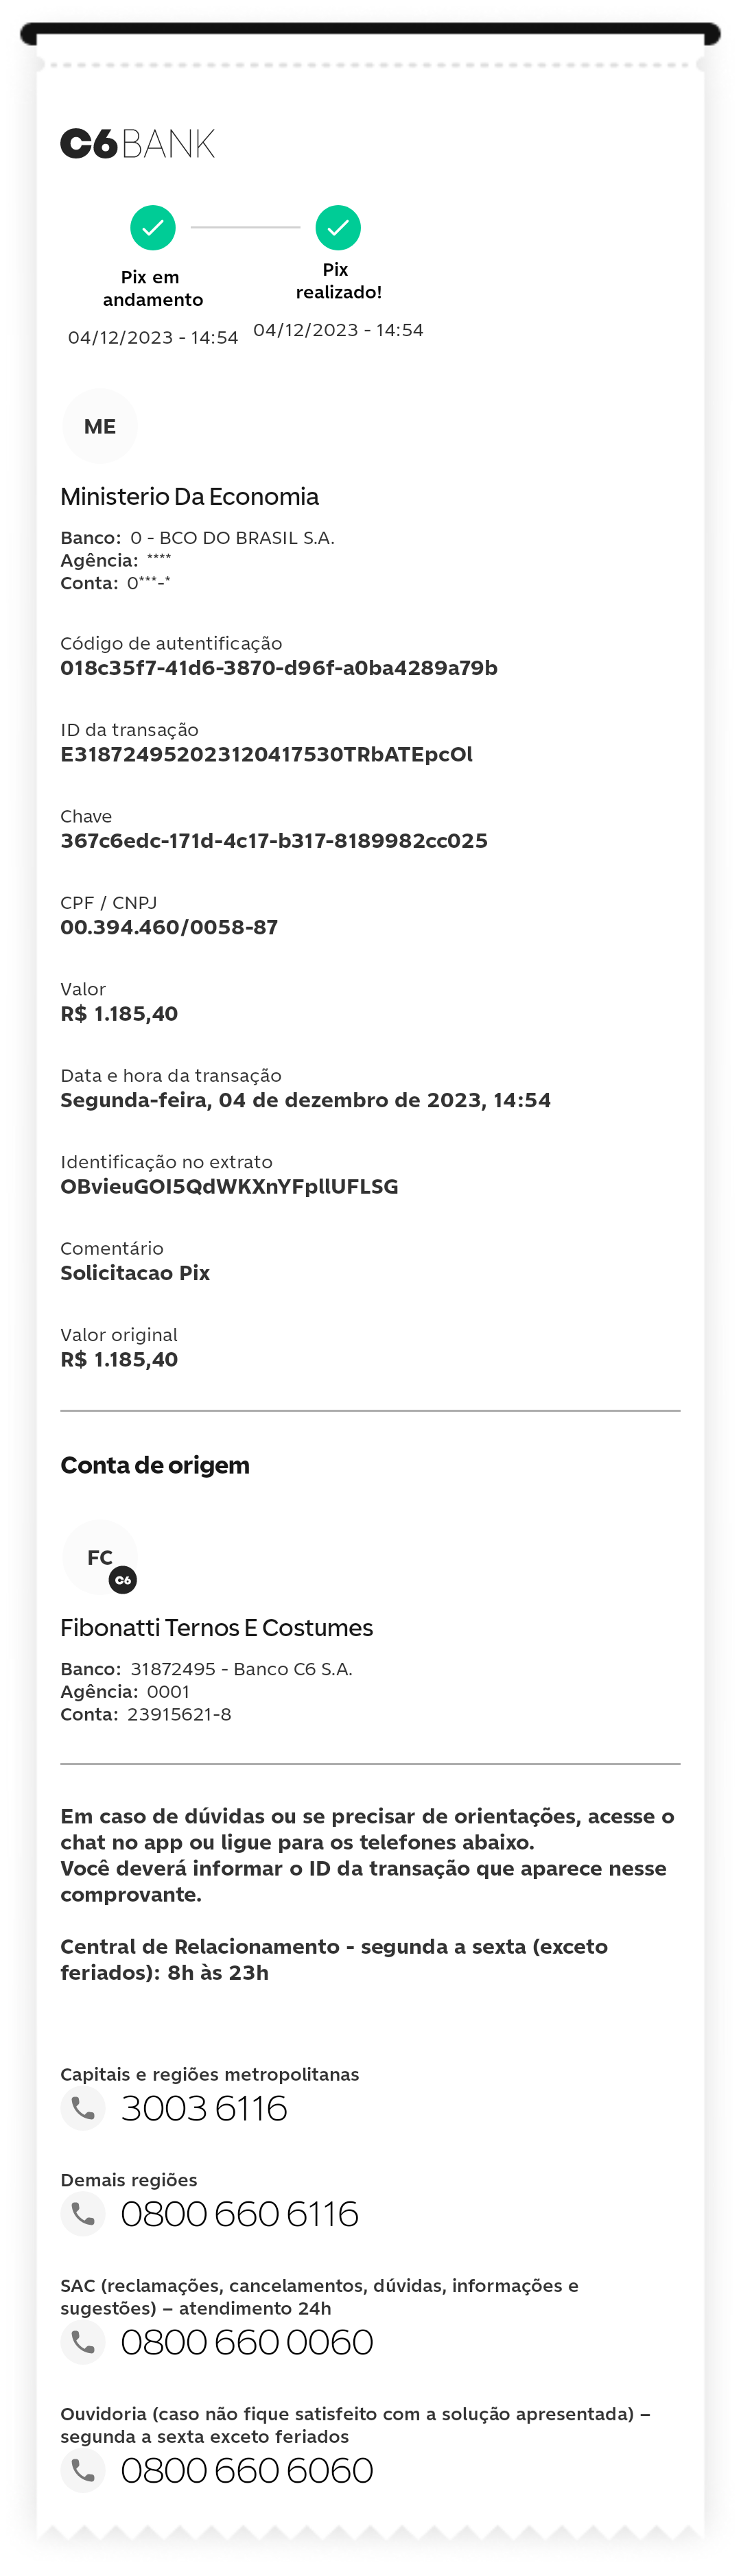 C6BANK
Pix em
andamento
04/12/2023 - 14:54
Pix
realizado!
04/12/2023 - 14:54
ME
Ministerio Da Economia
Banco: 0 - BCO DO BRASIL S.A.
Agência: ****
Conta: 0***-*
Código de autentificação
018c35f7-41d6-3870-d96f-a0ba4289a79b
ID da transação
E31872495202312041753OTRbATEpcOl
Chave
367c6edc-171d-4c17-b317-8189982cc025
CPF / CNPJ
00.394.460/0058-87
Valor
R$ 1.185,40
Data e hora da transação
Segunda-feira, 04 de dezembro de 2023, 14:54
Identificação no extrato
OBvieuGOI5QdWKXnYFpllUFLSG
Comentário
Solicitacao Pix
Valor original
R$ 1.185,40
Conta de origem
FC
C6
Fibonatti Ternos E Costumes
Banco: 31872495 - Banco C6 S.A.
Agência: 0001
Conta: 23915621-8
Em caso de dúvidas ou se precisar de orientações, acesse o
chat no app ou ligue para os telefones abaixo.
Você deverá informar o ID da transação que aparece nesse
comprovante.
Central de Relacionamento - segunda a sexta (exceto
feriados): 8h às 23h
Capitais e regiões metropolitanas
3003 6116
Demais regiões
0800 660 6116
SAC (reclamações, cancelamentos, dúvidas, informações e
sugestões) – atendimento 24h
0800 660 0060
Ouvidoria (caso não fique satisfeito com a solução apresentada) –
segunda a sexta exceto feriados
0800 660 6060